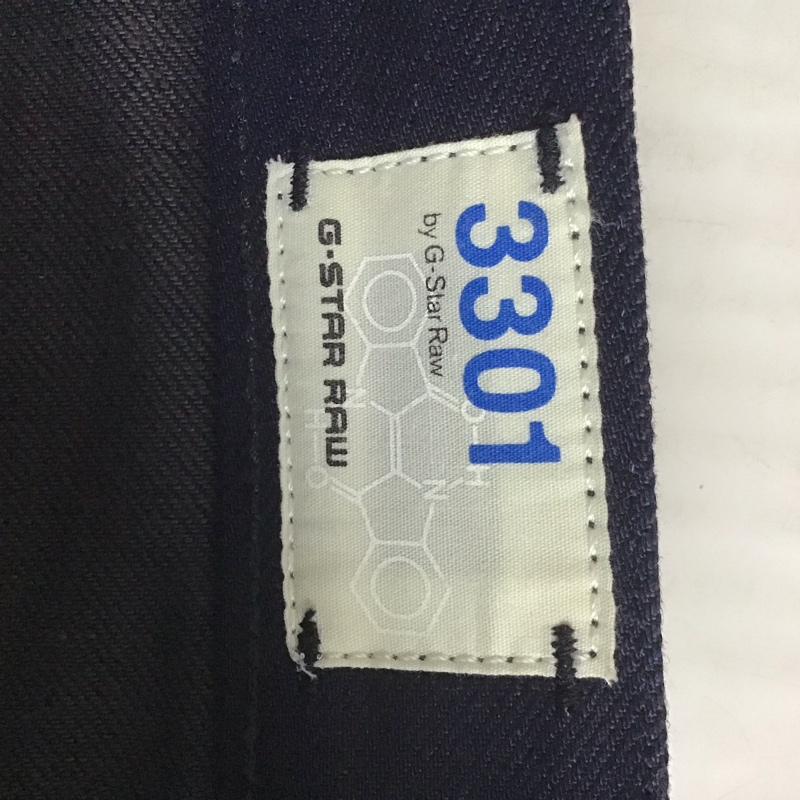 3301
by G-Star Raw
G-STAR RAW
O-H
N
N
H
O